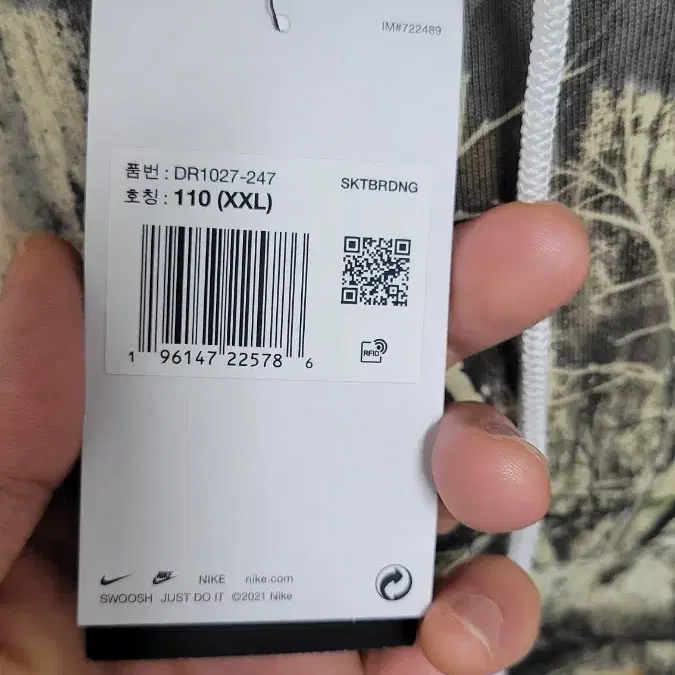 IM#722489
품번 : DR1027-247
SKTBRDNG
호칭 : 110 (XXL)
1 96147 22578 6
RFID
NIKE
NIKE nike.com
SWOOSH JUST DO IT ©2021 Nike